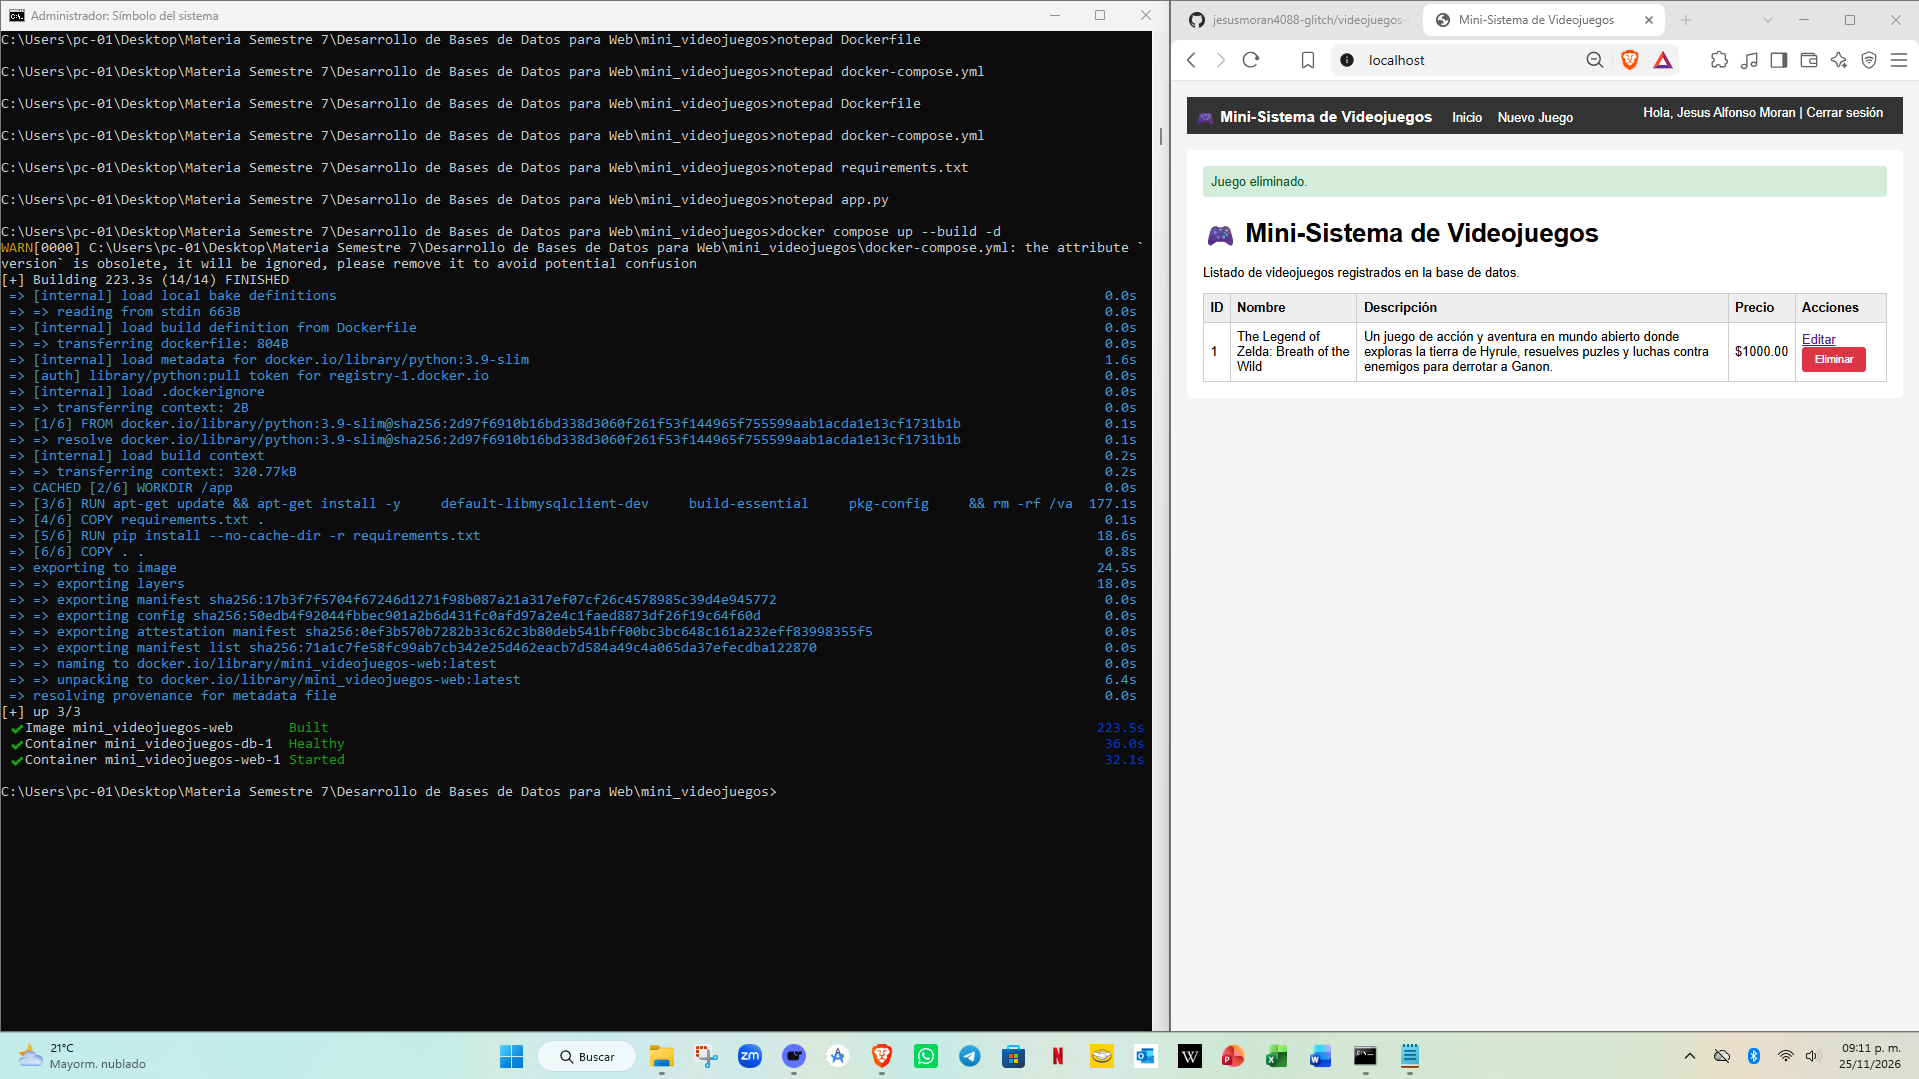 Administrador: Símbolo del sistema
C:\Users\pc-01\Desktop\Materia Semestre 7\Desarrollo de Bases de Datos para Web\mini_videojuegos>notepad Dockerfile
C:\Users\pc-01\Desktop\Materia Semestre 7\Desarrollo de Bases de Datos para Web\mini_videojuegos>notepad docker-compose.yml
C:\Users\pc-01\Desktop\Materia Semestre 7\Desarrollo de Bases de Datos para Web\mini_videojuegos>notepad Dockerfile
C:\Users\pc-01\Desktop\Materia Semestre 7\Desarrollo de Bases de Datos para Web\mini_videojuegos>notepad docker-compose.yml
C:\Users\pc-01\Desktop\Materia Semestre 7\Desarrollo de Bases de Datos para Web\mini_videojuegos>notepad requirements.txt
C:\Users\pc-01\Desktop\Materia Semestre 7\Desarrollo de Bases de Datos para Web\mini_videojuegos>notepad app.py
C:\Users\pc-01\Desktop\Materia Semestre 7\Desarrollo de Bases de Datos para Web\mini_videojuegos>docker compose up --build -d
WARN[0000] C:\Users\pc-01\Desktop\Materia Semestre 7\Desarrollo de Bases de Datos para Web\mini_videojuegos\docker-compose.yml: the attribute `
version` is obsolete, it will be ignored, please remove it to avoid potential confusion
[+] Building 223.3s (14/14) FINISHED
=> [internal] load local bake definitions 0.0s
=> => reading from stdin 663B 0.0s
=> [internal] load build definition from Dockerfile 0.0s
=> => transferring dockerfile: 804B 0.0s
=> [internal] load metadata for docker.io/library/python:3.9-slim 1.6s
=> [auth] library/python:pull token for registry-1.docker.io 0.0s
=> [internal] load .dockerignore 0.0s
=> => transferring context: 2B 0.0s
=> [1/6] FROM docker.io/library/python:3.9-slim@sha256:2d97f6910b16bd338d3060f261f53f144965f755599aab1acda1e13cf1731b1b 0.1s
=> => resolve docker.io/library/python:3.9-slim@sha256:2d97f6910b16bd338d3060f261f53f144965f755599aab1acda1e13cf1731b1b 0.1s
=> [internal] load build context 0.2s
=> => transferring context: 320.77kB 0.2s
=> CACHED [2/6] WORKDIR /app 0.0s
=> [3/6] RUN apt-get update && apt-get install -y default-libmysqlclient-dev build-essential pkg-config && rm -rf /va 177.1s
=> [4/6] COPY requirements.txt . 0.1s
=> [5/6] RUN pip install --no-cache-dir -r requirements.txt 18.6s
=> [6/6] COPY . . 0.8s
=> exporting to image 24.5s
=> => exporting layers 18.0s
=> => exporting manifest sha256:17b3f7f5704f67246d1271f98b087a21a317ef07cf26c4578985c39d4e945772 0.0s
=> => exporting config sha256:50edb4f92044fbbec901a2b6d431fc0afd97a2e4c1faed8873df26f19c64f60d 0.0s
=> => exporting attestation manifest sha256:0ef3b570b7282b33c62c3b80deb541bff00bc3bc648c161a232eff83998355f5 0.0s
=> => exporting manifest list sha256:71a1c7fe58fc99ab7cb342e25d462eacb7d584a49c4a065da37efecdba122870 0.0s
=> => naming to docker.io/library/mini_videojuegos-web:latest 0.0s
=> => unpacking to docker.io/library/mini_videojuegos-web:latest 6.4s
=> resolving provenance for metadata file 0.0s
[+] up 3/3
Image mini_videojuegos-web Built 223.5s
Container mini_videojuegos-db-1 Healthy 36.0s
Container mini_videojuegos-web-1 Started 32.1s
C:\Users\pc-01\Desktop\Materia Semestre 7\Desarrollo de Bases de Datos para Web\mini_videojuegos>
jesusmoran4088-glitch/videojuegos-
Mini-Sistema de Videojuegos
localhost
Mini-Sistema de Videojuegos Inicio Nuevo Juego Hola, Jesus Alfonso Moran | Cerrar sesión
Juego eliminado.
Mini-Sistema de Videojuegos
Listado de videojuegos registrados en la base de datos.
ID Nombre Descripción Precio Acciones
1 The Legend of Zelda: Breath of the Wild Un juego de acción y aventura en mundo abierto donde exploras la tierra de Hyrule, resuelves puzles y luchas contra enemigos para derrotar a Ganon. $1000.00 Editar Eliminar
21°C
Mayorm. nublado
Buscar
zm
N
W
09:11 p. m.
25/11/2026